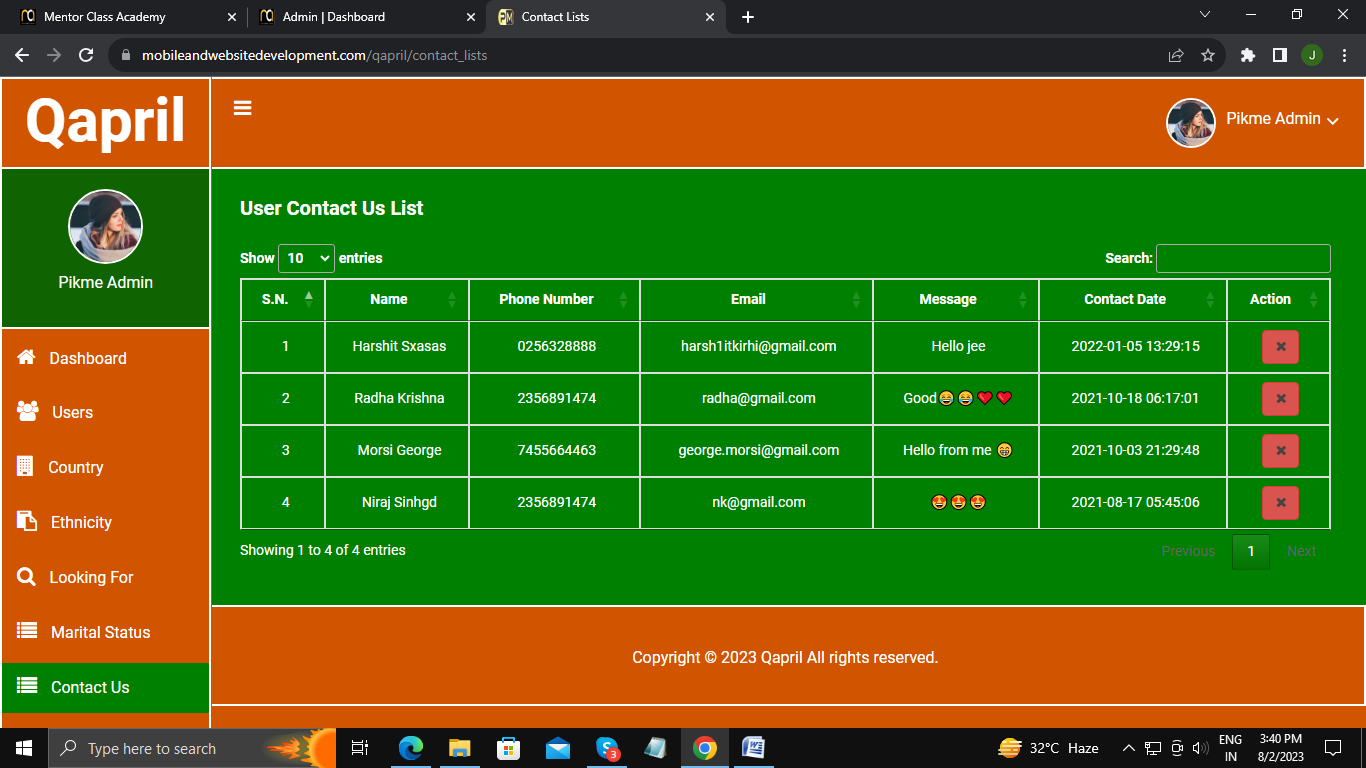 Mentor Class Academy
Admin | Dashboard
Contact Lists
mobileandwebsitedevelopment.com/qapril/contact_lists
J
Qapril
Pikme Admin
Pikme Admin
Dashboard
Users
Country
Ethnicity
Looking For
Marital Status
Contact Us
User Contact Us List
Show 10 entries Search:
S.N. Name Phone Number Email Message Contact Date Action
1 Harshit Sxasas 0256328888 harsh1itkirhi@gmail.com Hello jee 2022-01-05 13:29:15
2 Radha Krishna 2356891474 radha@gmail.com Good😂😂❤❤ 2021-10-18 06:17:01
3 Morsi George 7455664463 george.morsi@gmail.com Hello from me 😁 2021-10-03 21:29:48
4 Niraj Sinhgd 2356891474 nk@gmail.com 😍😍😍 2021-08-17 05:45:06
Showing 1 to 4 of 4 entries Previous 1 Next
Copyright © 2023 Qapril All rights reserved.
Type here to search
3
32°C Haze
ENG
IN
3:40 PM
8/2/2023